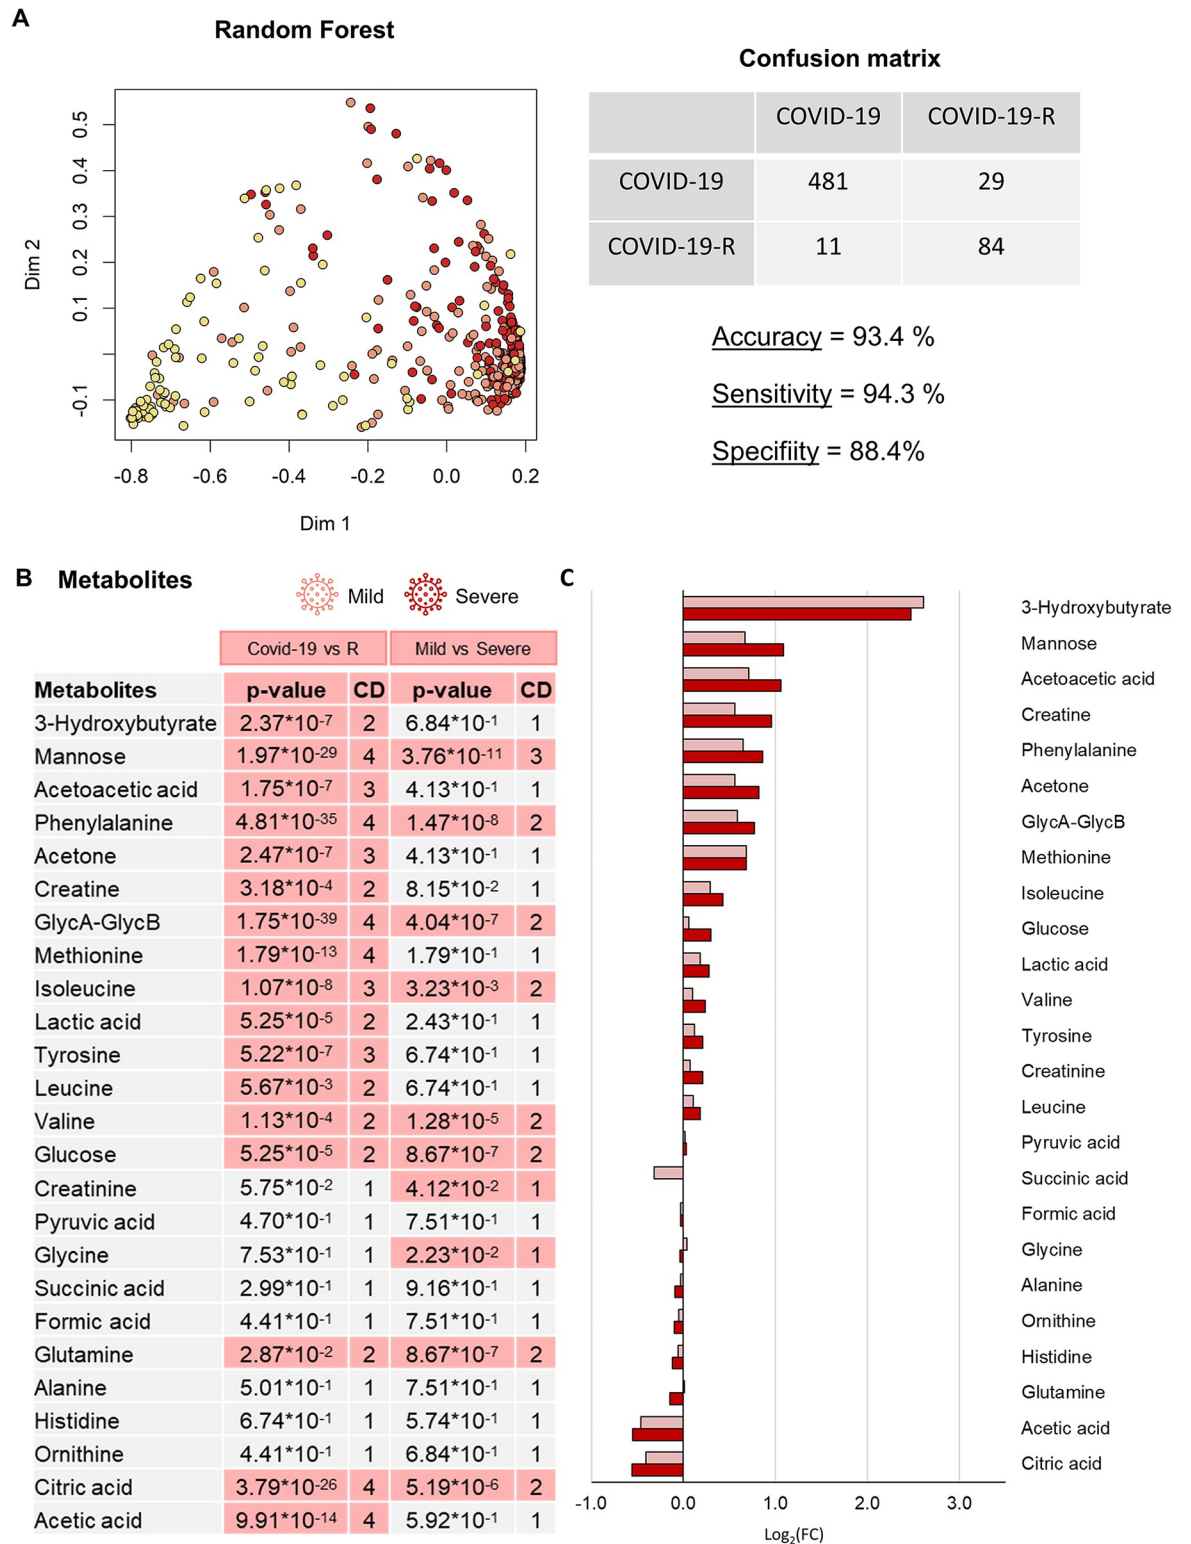 A
Random Forest
Dim 2
0.5
0.4
0.3
0.2
0.1
-0.1
-0.8 -0.6 -0.4 -0.2 0.0 0.2
Dim 1
Confusion matrix
COVID-19 COVID-19-R
COVID-19 481 29
COVID-19-R 11 84
Accuracy = 93.4 %
Sensitivity = 94.3 %
Specifiity = 88.4%
B Metabolites
Mild Severe
Covid-19 vs R Mild vs Severe
Metabolites p-value CD p-value CD
3-Hydroxybutyrate 2.37*10⁻⁷ 2 6.84*10⁻¹ 1
Mannose 1.97*10⁻²⁹ 4 3.76*10⁻¹¹ 3
Acetoacetic acid 1.75*10⁻⁷ 3 4.13*10⁻¹ 1
Phenylalanine 4.81*10⁻³⁵ 4 1.47*10⁻⁸ 2
Acetone 2.47*10⁻⁷ 3 4.13*10⁻¹ 1
Creatine 3.18*10⁻⁴ 2 8.15*10⁻² 1
GlycA-GlycB 1.75*10⁻³⁹ 4 4.04*10⁻⁷ 2
Methionine 1.79*10⁻¹³ 4 1.79*10⁻¹ 1
Isoleucine 1.07*10⁻⁸ 3 3.23*10⁻³ 2
Lactic acid 5.25*10⁻⁵ 2 2.43*10⁻¹ 1
Tyrosine 5.22*10⁻⁷ 3 6.74*10⁻¹ 1
Leucine 5.67*10⁻³ 2 6.74*10⁻¹ 1
Valine 1.13*10⁻⁴ 2 1.28*10⁻⁵ 2
Glucose 5.25*10⁻⁵ 2 8.67*10⁻⁷ 2
Creatinine 5.75*10⁻² 1 4.12*10⁻² 1
Pyruvic acid 4.70*10⁻¹ 1 7.51*10⁻¹ 1
Glycine 7.53*10⁻¹ 1 2.23*10⁻² 1
Succinic acid 2.99*10⁻¹ 1 9.16*10⁻¹ 1
Formic acid 4.41*10⁻¹ 1 7.51*10⁻¹ 1
Glutamine 2.87*10⁻² 2 8.67*10⁻⁷ 2
Alanine 5.01*10⁻¹ 1 7.51*10⁻¹ 1
Histidine 6.74*10⁻¹ 1 5.74*10⁻¹ 1
Ornithine 4.41*10⁻¹ 1 6.84*10⁻¹ 1
Citric acid 3.79*10⁻²⁶ 4 5.19*10⁻⁶ 2
Acetic acid 9.91*10⁻¹⁴ 4 5.92*10⁻¹ 1
C
3-Hydroxybutyrate
Mannose
Acetoacetic acid
Creatine
Phenylalanine
Acetone
GlycA-GlycB
Methionine
Isoleucine
Glucose
Lactic acid
Valine
Tyrosine
Creatinine
Leucine
Pyruvic acid
Succinic acid
Formic acid
Glycine
Alanine
Ornithine
Histidine
Glutamine
Acetic acid
Citric acid
-1.0 0.0 1.0 2.0 3.0
Log₂(FC)